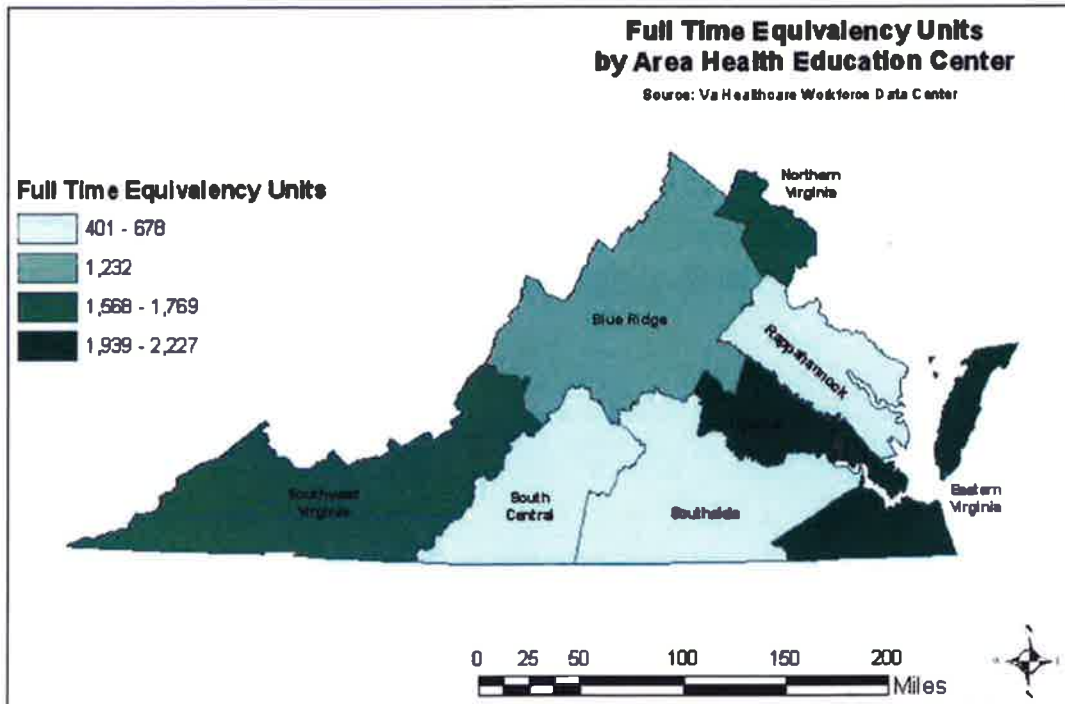 Full Time Equivalency Units
by Area Health Education Center
Source: Va Healthcare Workforce Data Center
Full Time Equivalency Units
401 - 678
1,232
1,568 - 1,769
1,939 - 2,227
Northern
Virginia
Blue Ridge
Rappahannock
Eastern
Virginia
Southwest
Virginia
South
Central
Southside
0 25 50 100 150 200
Miles